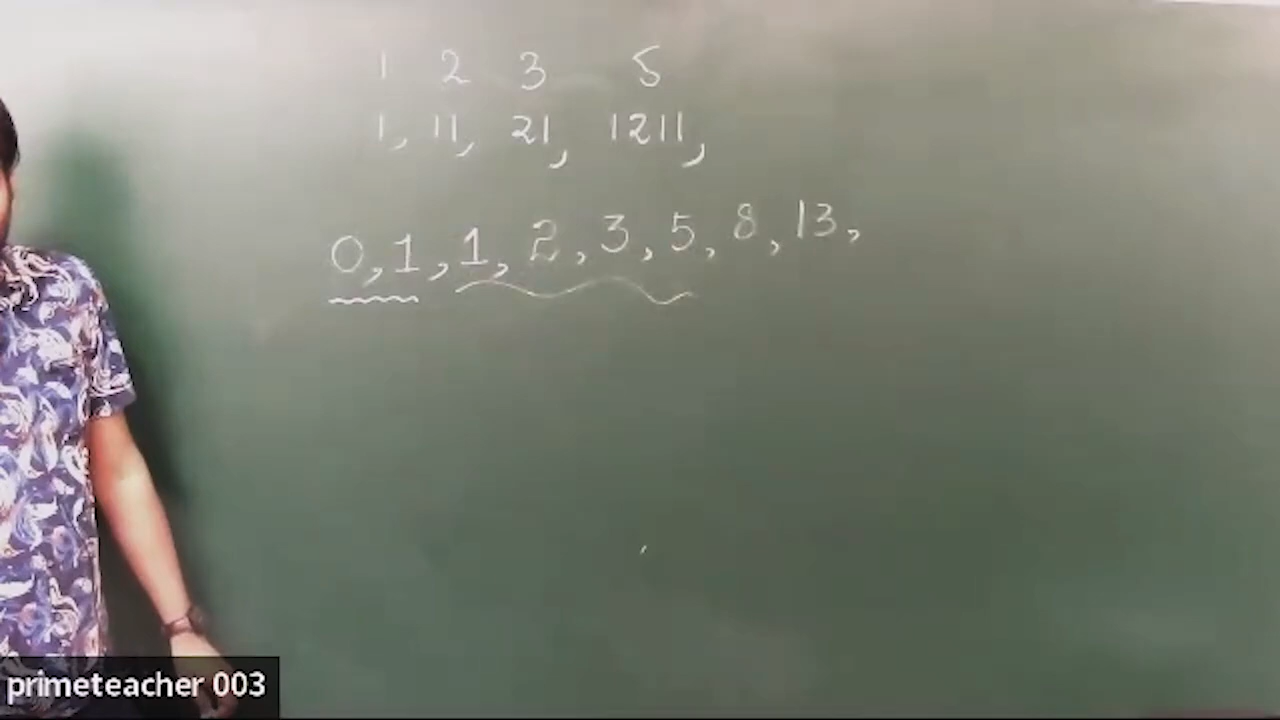 1 2 3 5
1, 11, 21, 1211,
0, 1, 1, 2, 3, 5, 8, 13,
primeteacher 003